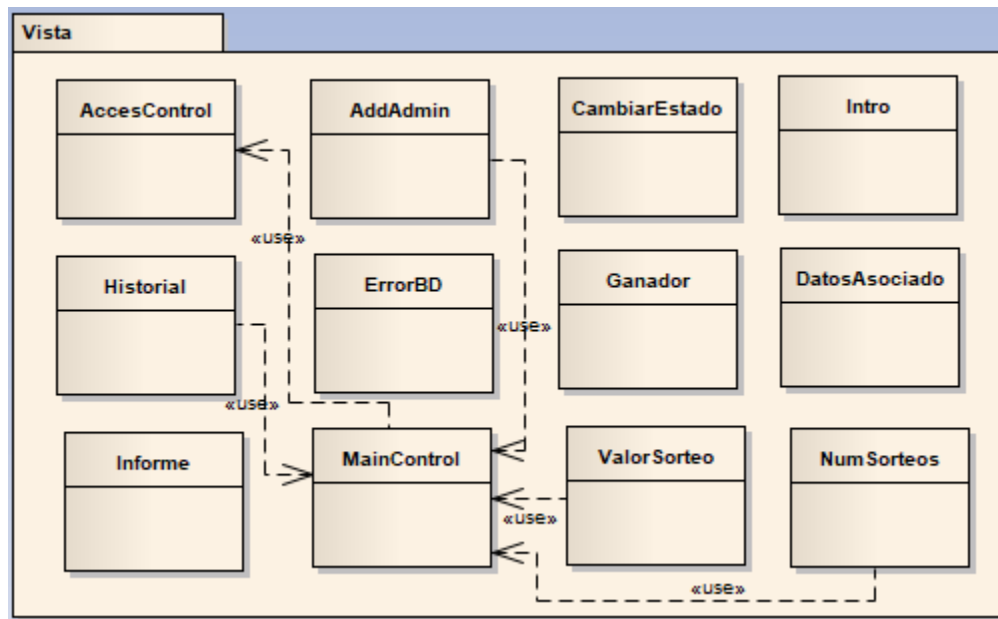 Vista
AccesControl
AddAdmin
CambiarEstado
Intro
«use»
Historial
ErrorBD
Ganador
DatosAsociado
«use»
«use»
Informe
MainControl
ValorSorteo
NumSorteos
«use»
«use»